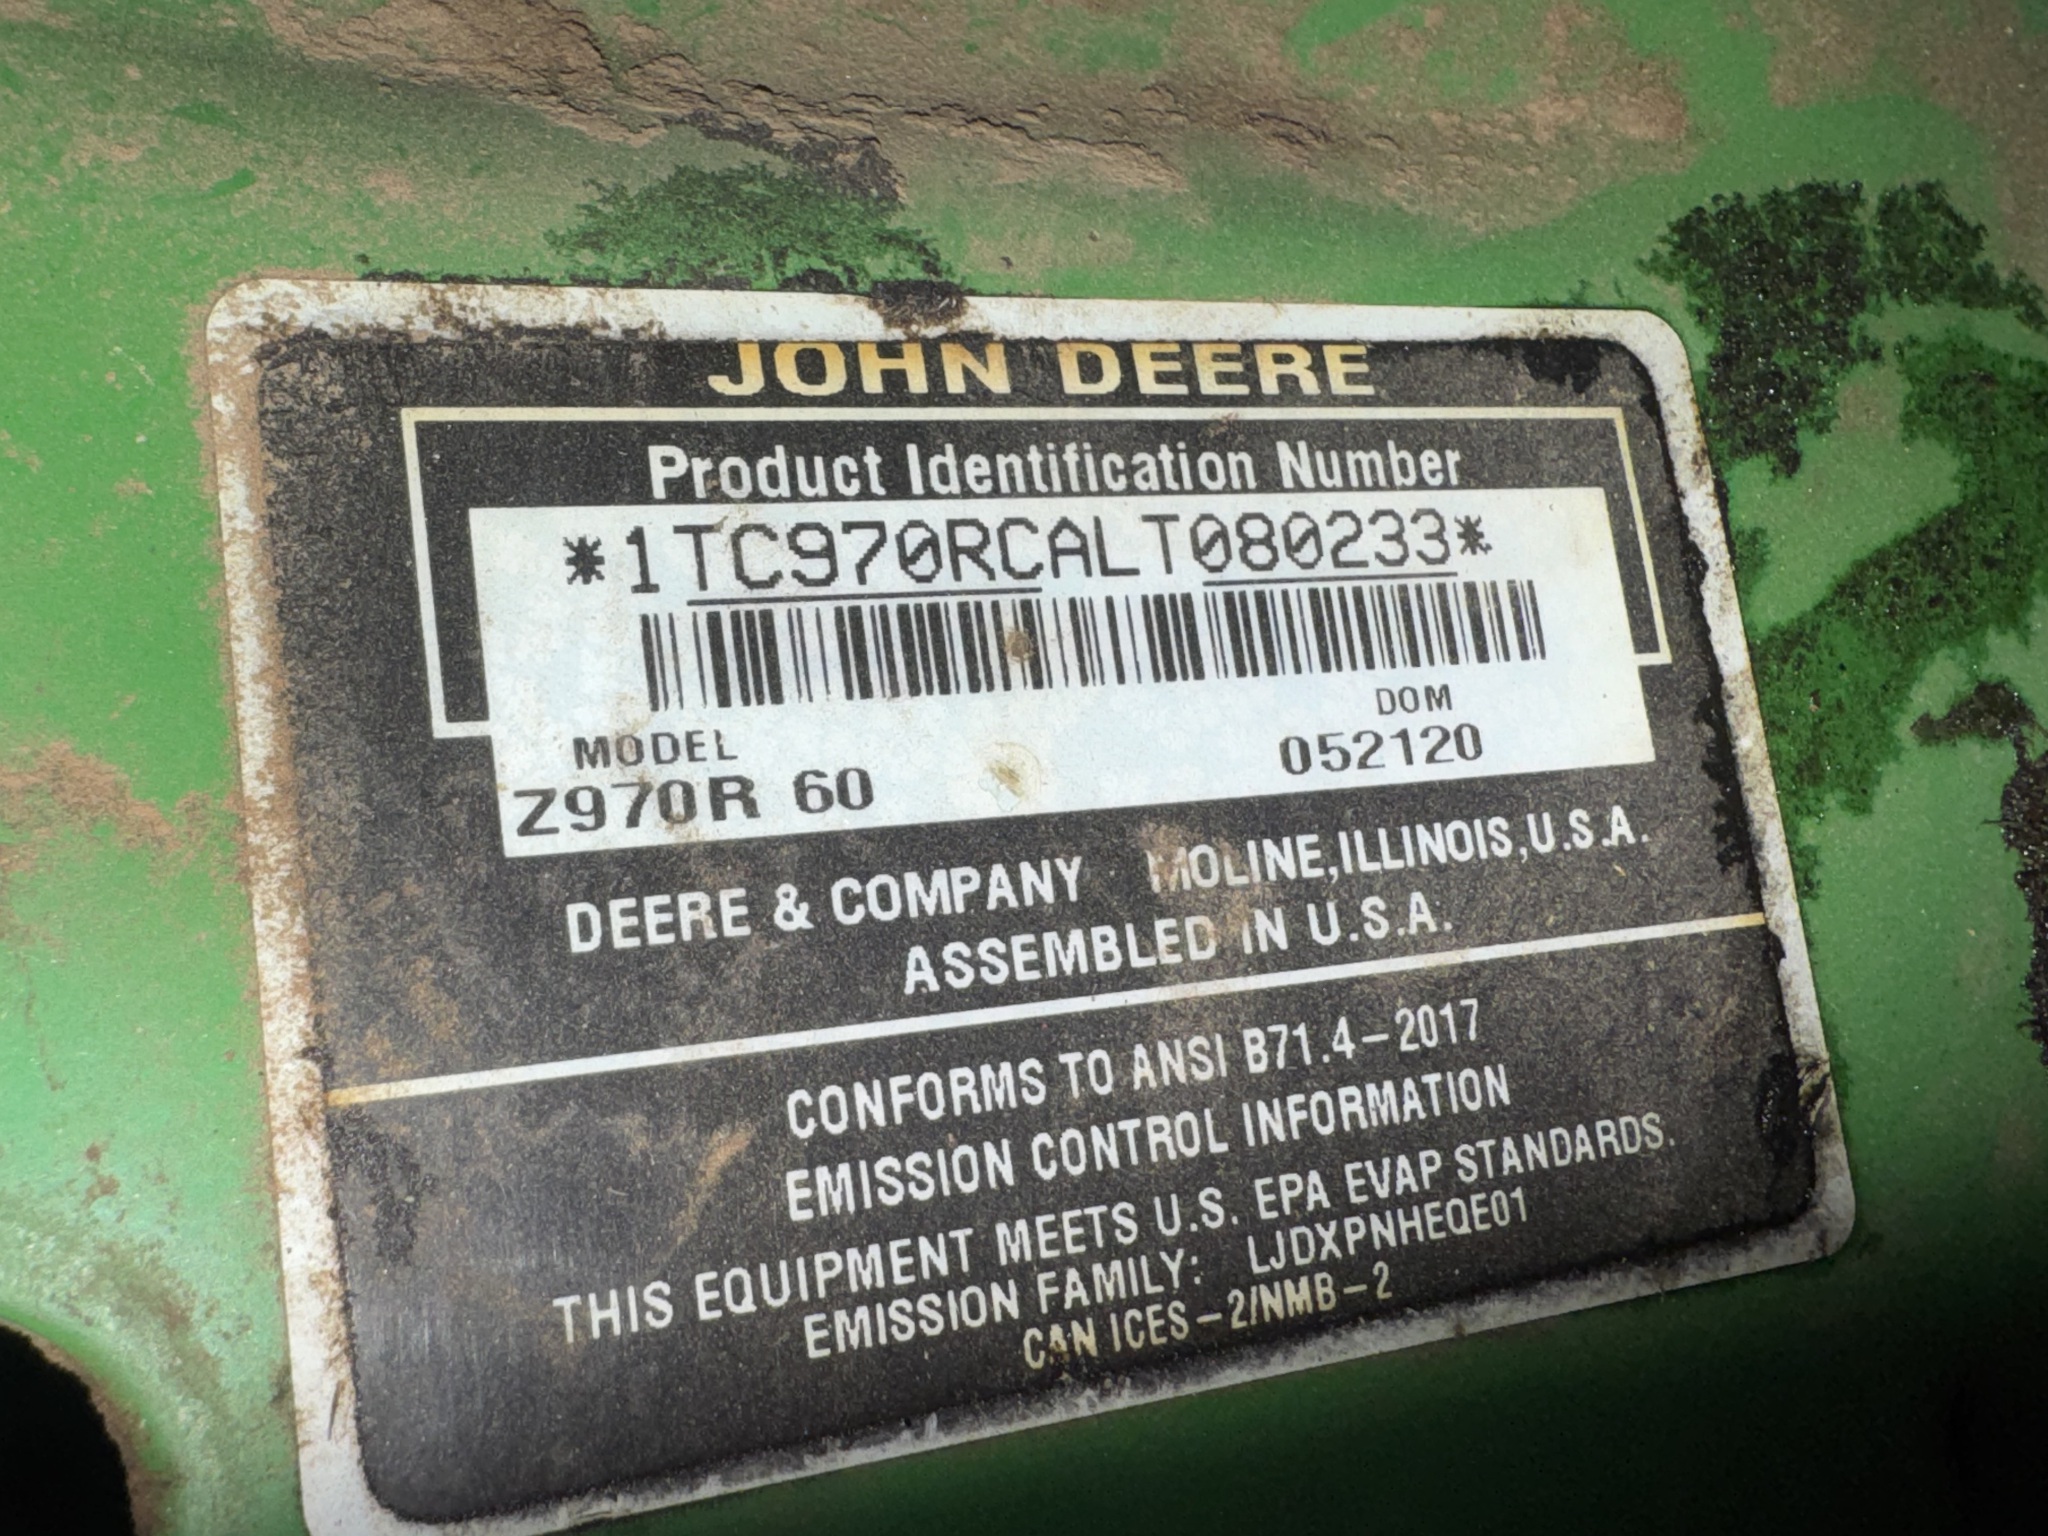 JOHN DEERE
Product Identification Number
*1TC970RCALT080233*
DOM
MODEL
052120
Z970R 60
DEERE & COMPANY MOLINE, ILLINOIS, U.S.A.
ASSEMBLED IN U.S.A.
CONFORMS TO ANSI B71.4-2017
EMISSION CONTROL INFORMATION
THIS EQUIPMENT MEETS U.S. EPA EVAP STANDARDS.
EMISSION FAMILY: LJDXPNHEQE01
CAN ICES-2/NMB-2